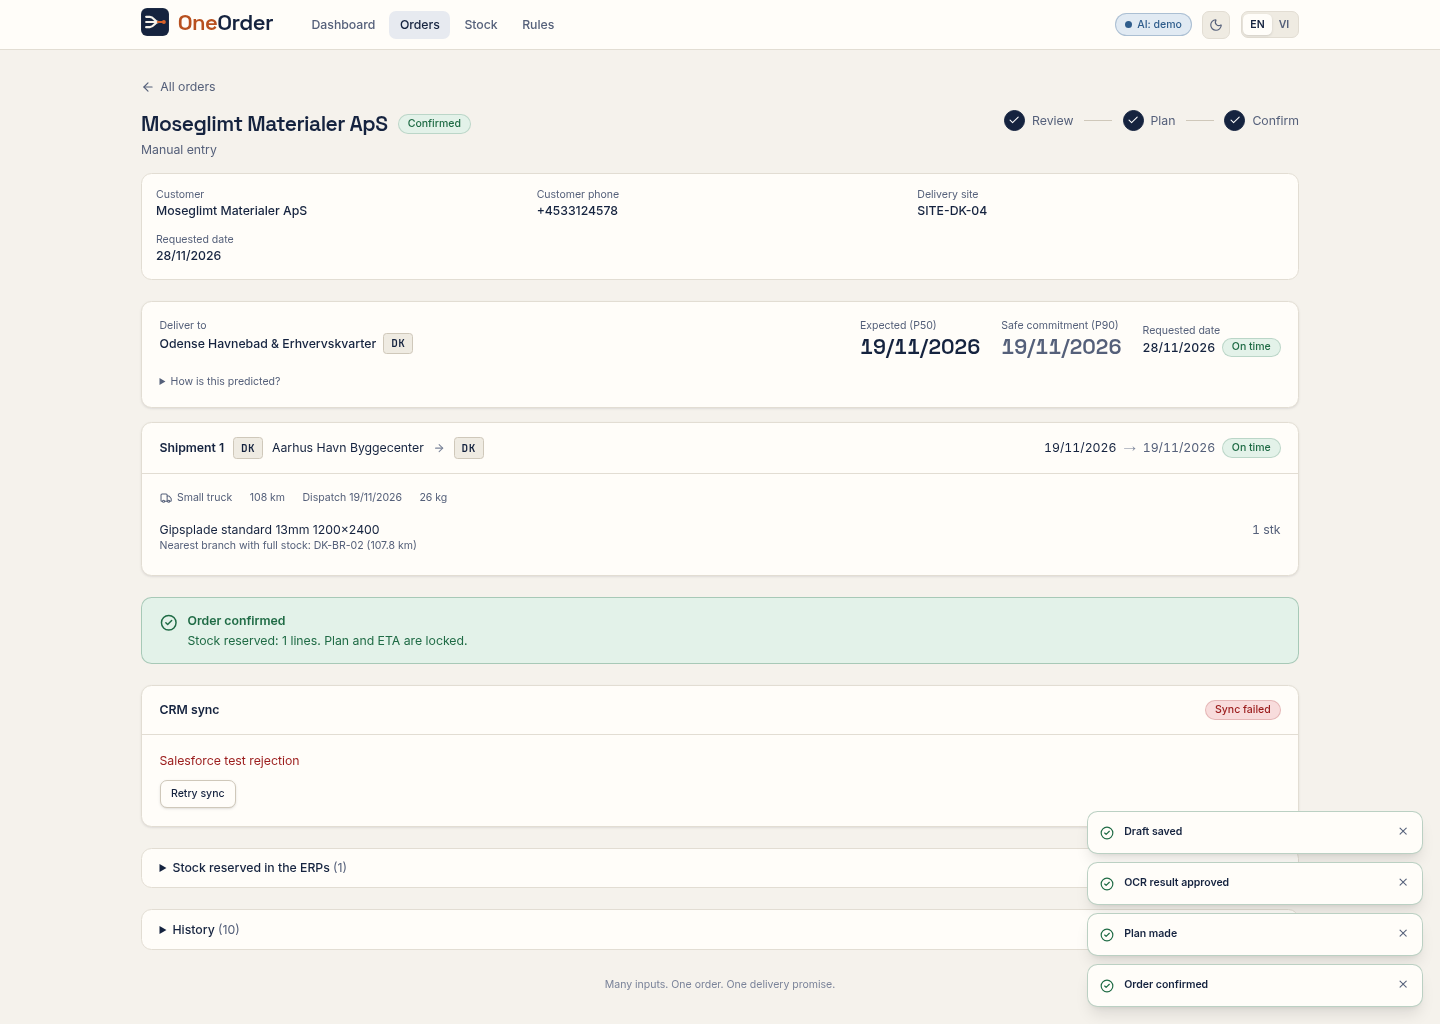 OneOrder
Dashboard
Orders
Stock
Rules
AI: demo
EN
VI
All orders
Moseglimt Materialer ApS
Confirmed
Review
Plan
Confirm
Manual entry
Customer
Moseglimt Materialer ApS
Customer phone
+4533124578
Delivery site
SITE-DK-04
Requested date
28/11/2026
Deliver to
Odense Havnebad & Erhvervskvarter DK
Expected (P50)
19/11/2026
Safe commitment (P90)
19/11/2026
Requested date
28/11/2026 On time
How is this predicted?
Shipment 1 DK Aarhus Havn Byggecenter → DK
19/11/2026 → 19/11/2026 On time
Small truck 108 km Dispatch 19/11/2026 26 kg
Gipsplade standard 13mm 1200×2400
1 stk
Nearest branch with full stock: DK-BR-02 (107.8 km)
Order confirmed
Stock reserved: 1 lines. Plan and ETA are locked.
CRM sync
Sync failed
Salesforce test rejection
Retry sync
Stock reserved in the ERPs (1)
History (10)
Draft saved
OCR result approved
Plan made
Order confirmed
Many inputs. One order. One delivery promise.